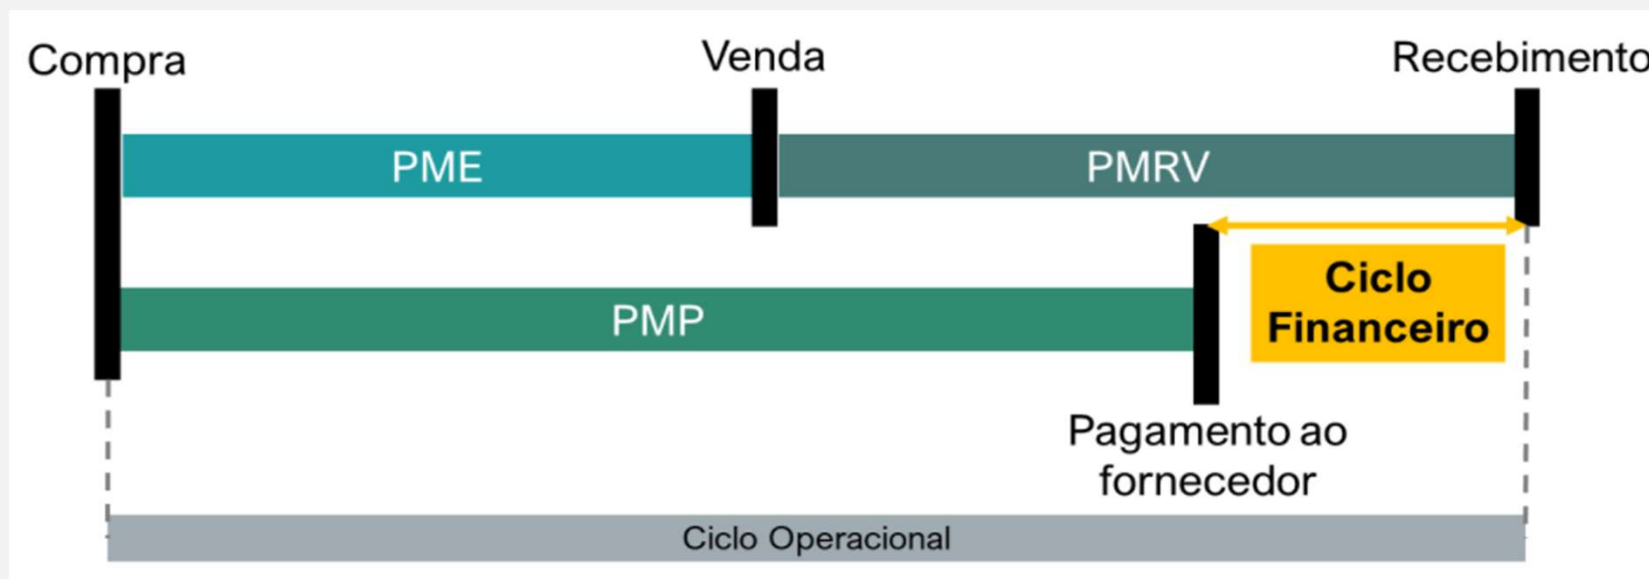 Compra
Venda
Recebimento
PME
PMRV
Ciclo
Financeiro
PMP
Pagamento ao
fornecedor
Ciclo Operacional